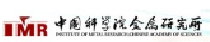 IMR 中国科学院金属研究所
INSTITUTE OF METAL RESEARCH,CHINESE ACADEMY OF SCIENCES